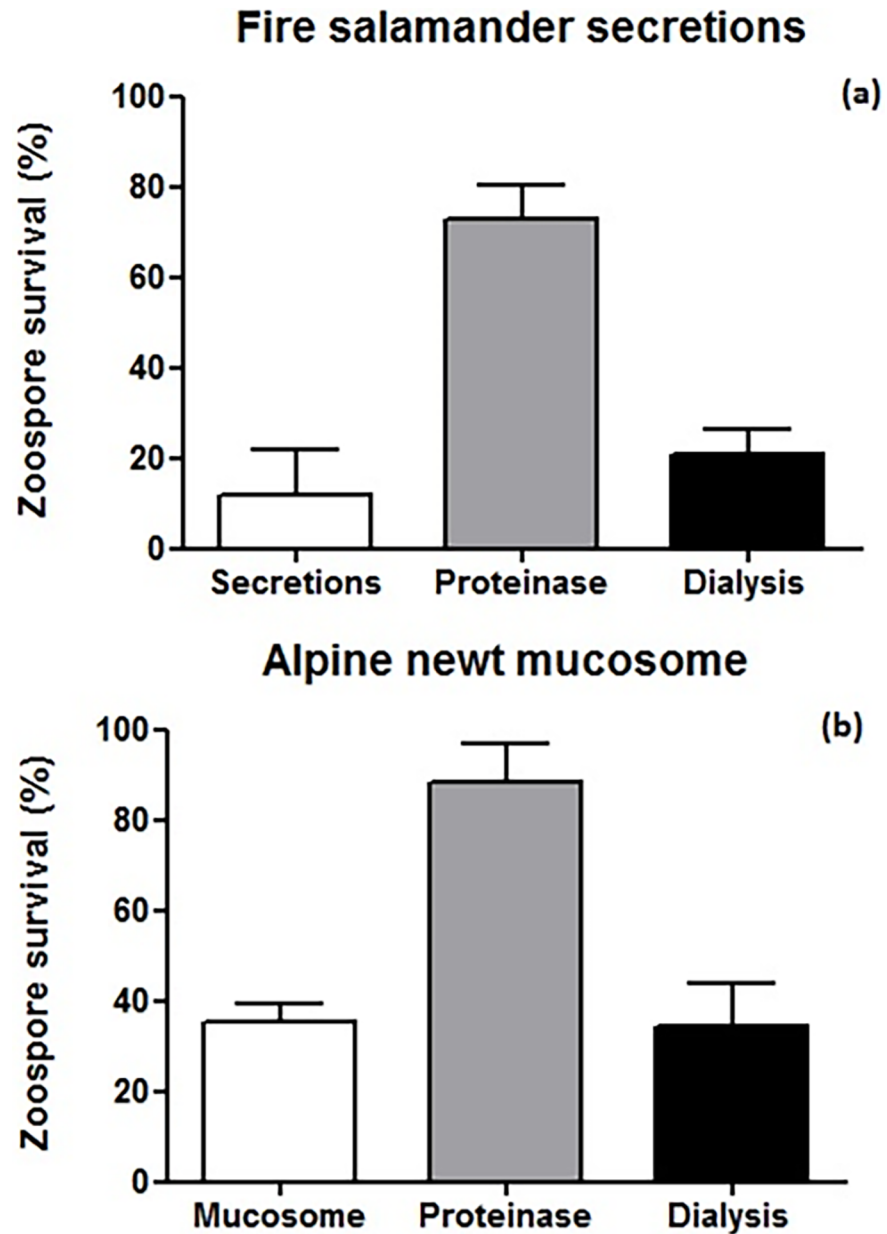 Fire salamander secretions
(a)
Zoospore survival (%)
100
80
60
40
20
0
Secretions Proteinase Dialysis
Alpine newt mucosome
(b)
Zoospore survival (%)
100
80
60
40
20
0
Mucosome Proteinase Dialysis